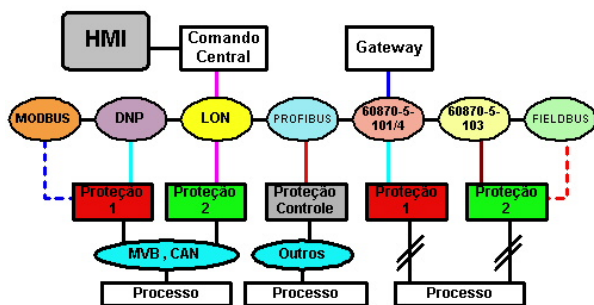 HMI
Comando
Central
Gateway
MODBUS
DNP
LON
PROFIBUS
60870-5-
101/4
60870-5-
103
FIELDBUS
Proteção
1
Proteção
2
Proteção
Controle
Proteção
1
Proteção
2
MVB , CAN
Outros
Processo
Processo
Processo